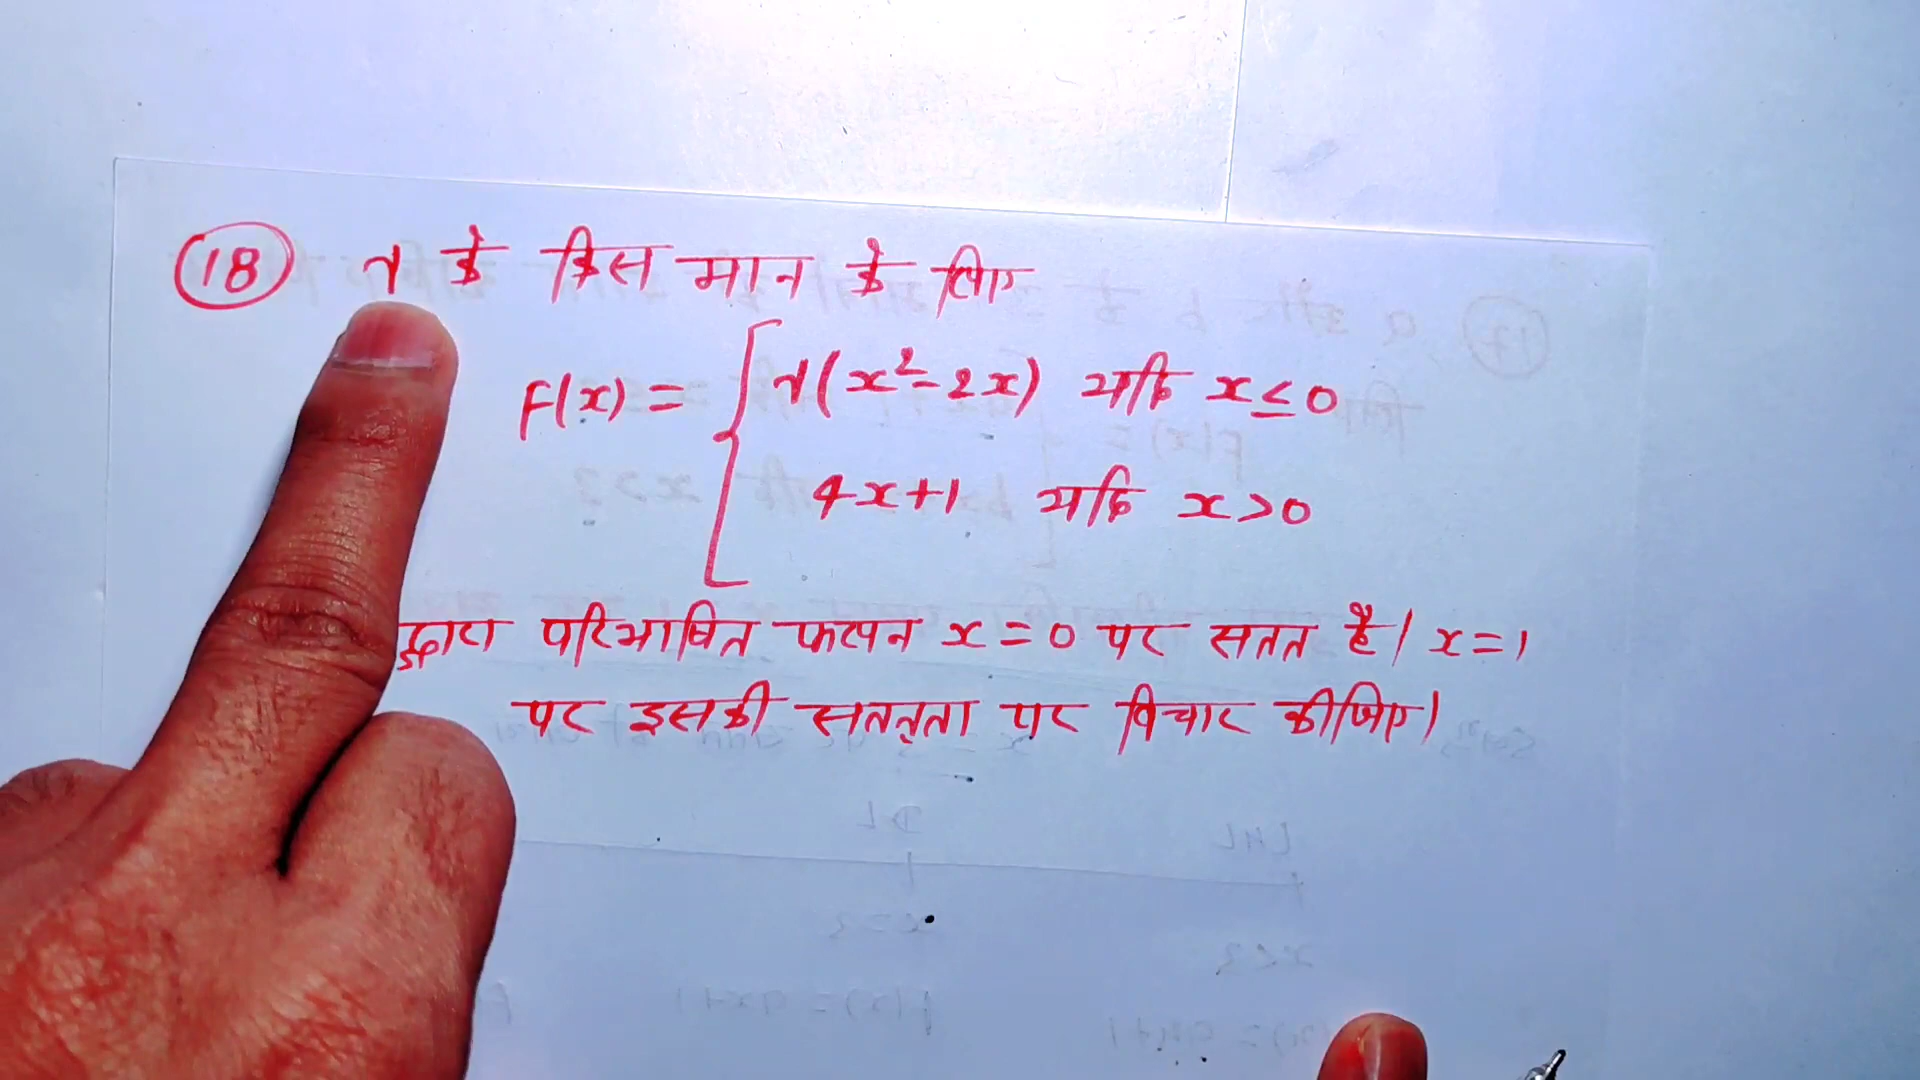 18 λ के किस मान के लिए
F(x) = { λ(x²-2x) यदि x≤0
4x+1 यदि x>0
द्वारा परिभाषित फलन x=0 पर सतत है। x=1
पर इसकी सततता पर विचार कीजिए।